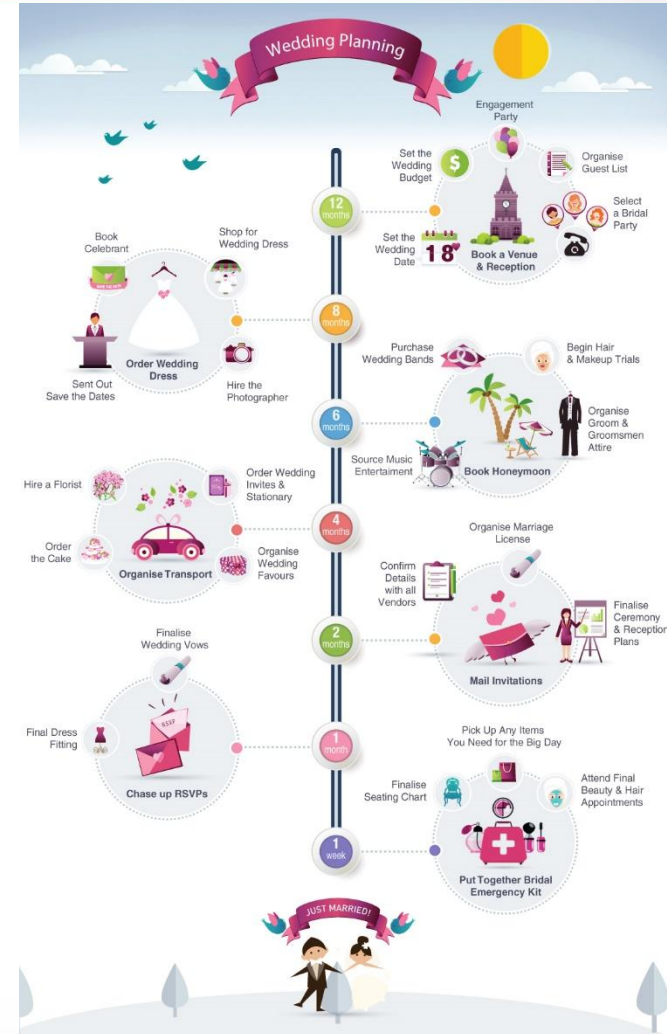 Wedding Planning
Engagement
Party
Set the
Wedding
Budget
$
Organise
Guest List
12
months
Select
a Bridal
Party
Set the
Wedding
Date
18
Book a Venue
& Reception
Book
Celebrant
Shop for
Wedding Dress
8
months
Order Wedding
Dress
Sent Out
Save the Dates
Hire the
Photographer
Purchase
Wedding Bands
Begin Hair
& Makeup Trials
6
months
Organise
Groom &
Groomsmen
Attire
Source Music
Entertaiment
Book Honeymoon
Hire a Florist
Order Wedding
Invites &
Stationary
4
months
Order
the Cake
Organise Transport
Organise
Wedding
Favours
Organise Marriage
License
Confirm
Details
with all
Vendors
2
months
Finalise
Ceremony
& Reception
Plans
Mail Invitations
Finalise
Wedding Vows
RSVP
Final Dress
Fitting
1
month
Chase up RSVPs
Pick Up Any Items
You Need for the Big Day
Finalise
Seating Chart
Attend Final
Beauty & Hair
Appointments
1
week
Put Together Bridal
Emergency Kit
JUST MARRIED!